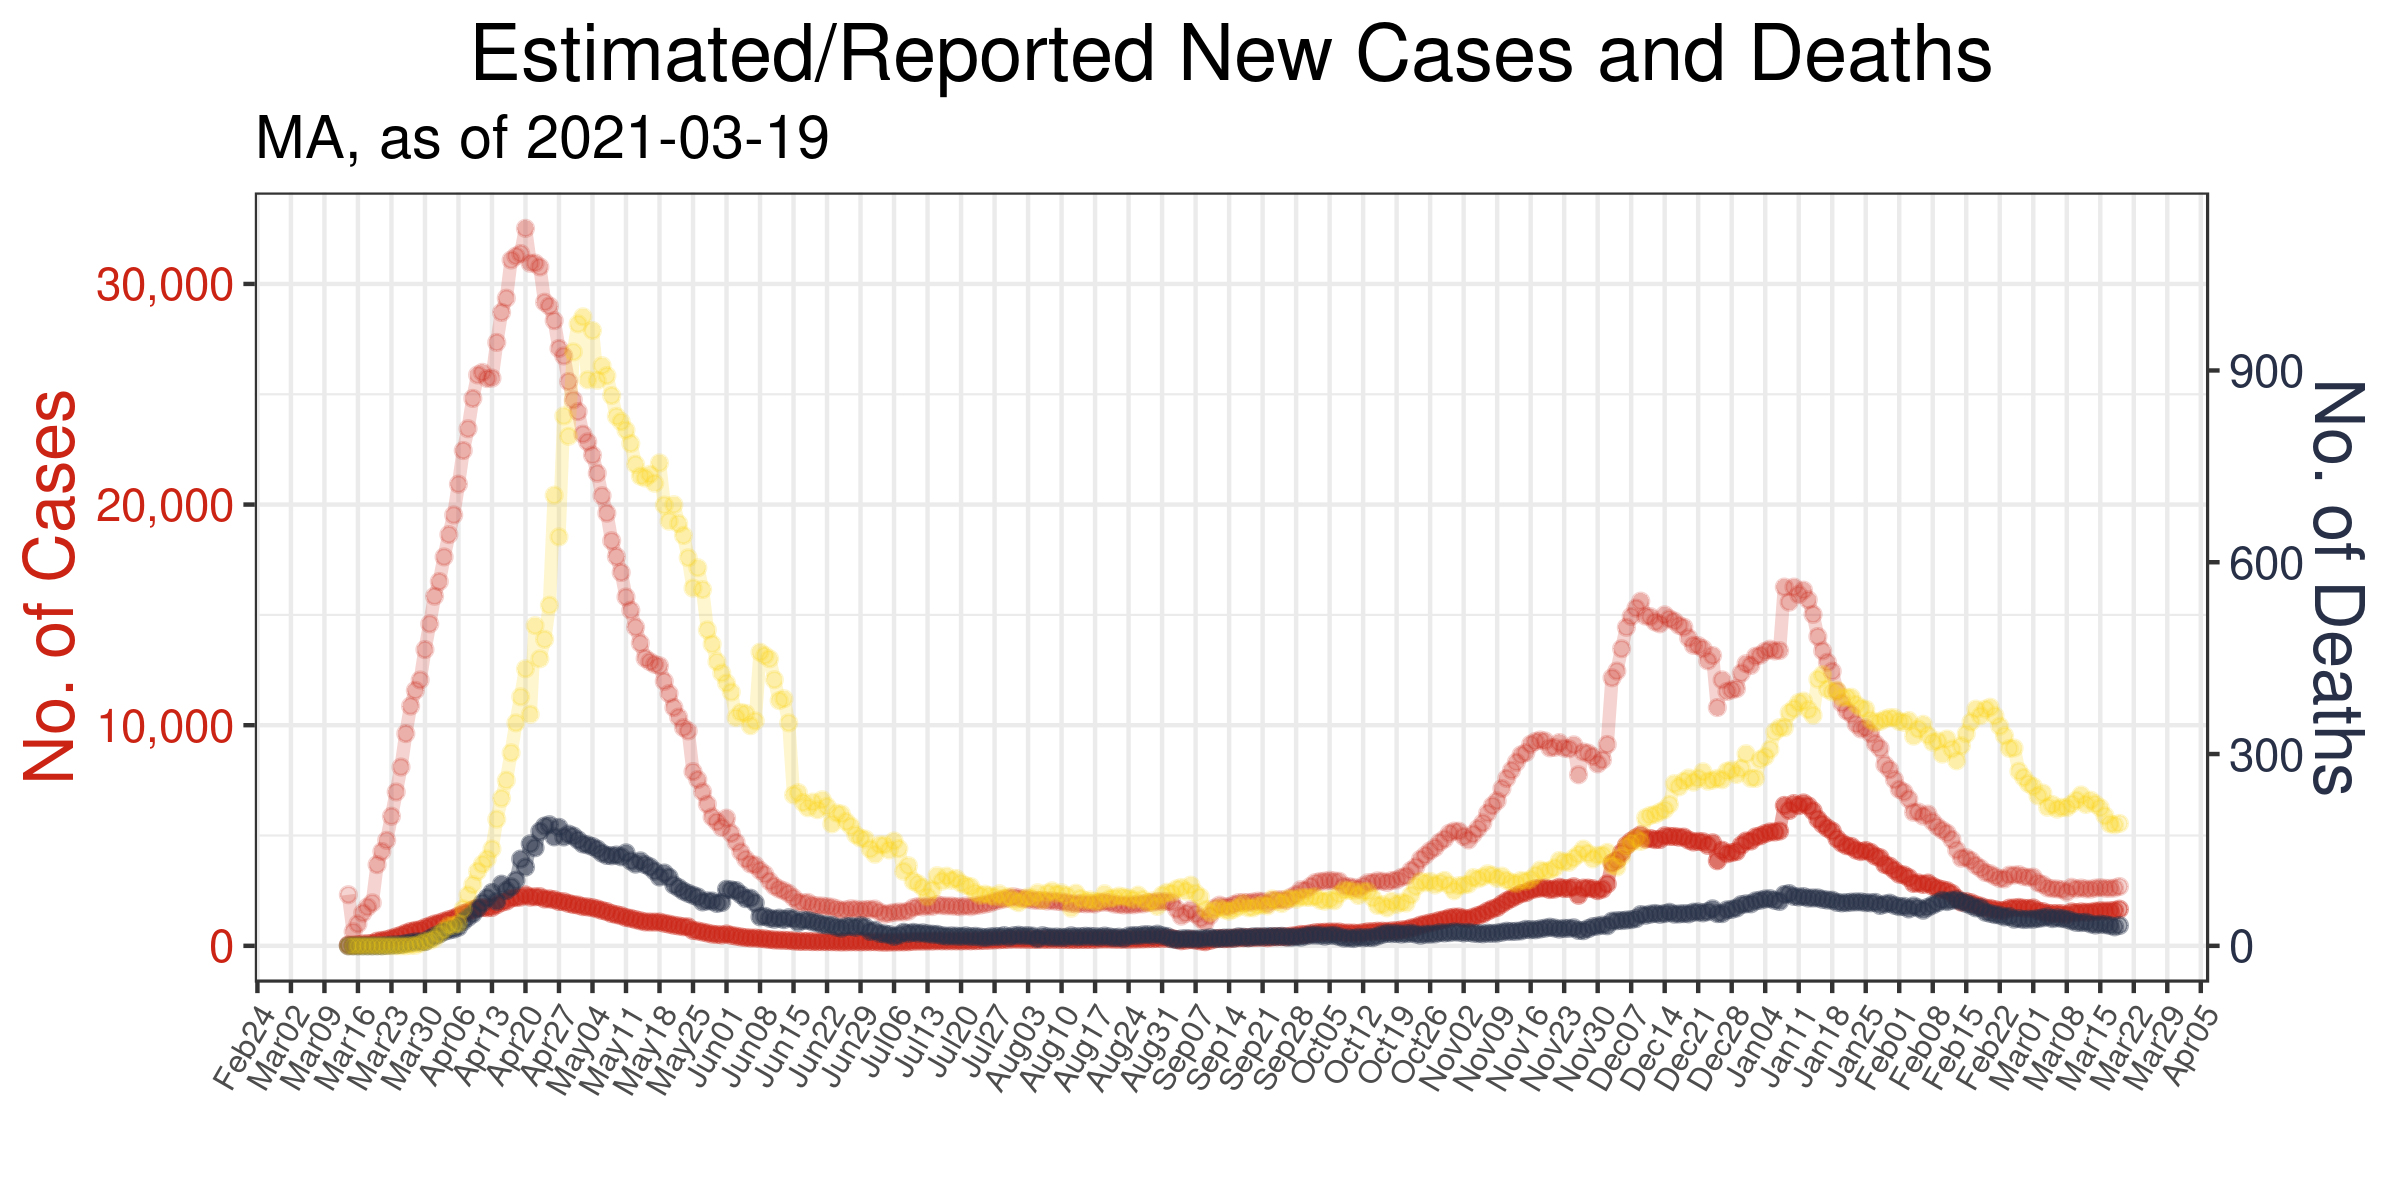 Estimated/Reported New Cases and Deaths
MA, as of 2021-03-19
No. of Cases
30,000
20,000
10,000
0
900
600
300
0
No. of Deaths
Feb24
Mar02
Mar09
Mar16
Mar23
Mar30
Apr06
Apr13
Apr20
Apr27
May04
May11
May18
May25
Jun01
Jun08
Jun15
Jun22
Jun29
Jul06
Jul13
Jul20
Jul27
Aug03
Aug10
Aug17
Aug24
Aug31
Sep07
Sep14
Sep21
Sep28
Oct05
Oct12
Oct19
Oct26
Nov02
Nov09
Nov16
Nov23
Nov30
Dec07
Dec14
Dec21
Dec28
Jan04
Jan11
Jan18
Jan25
Feb01
Feb08
Feb15
Feb22
Mar01
Mar08
Mar15
Mar22
Mar29
Apr05